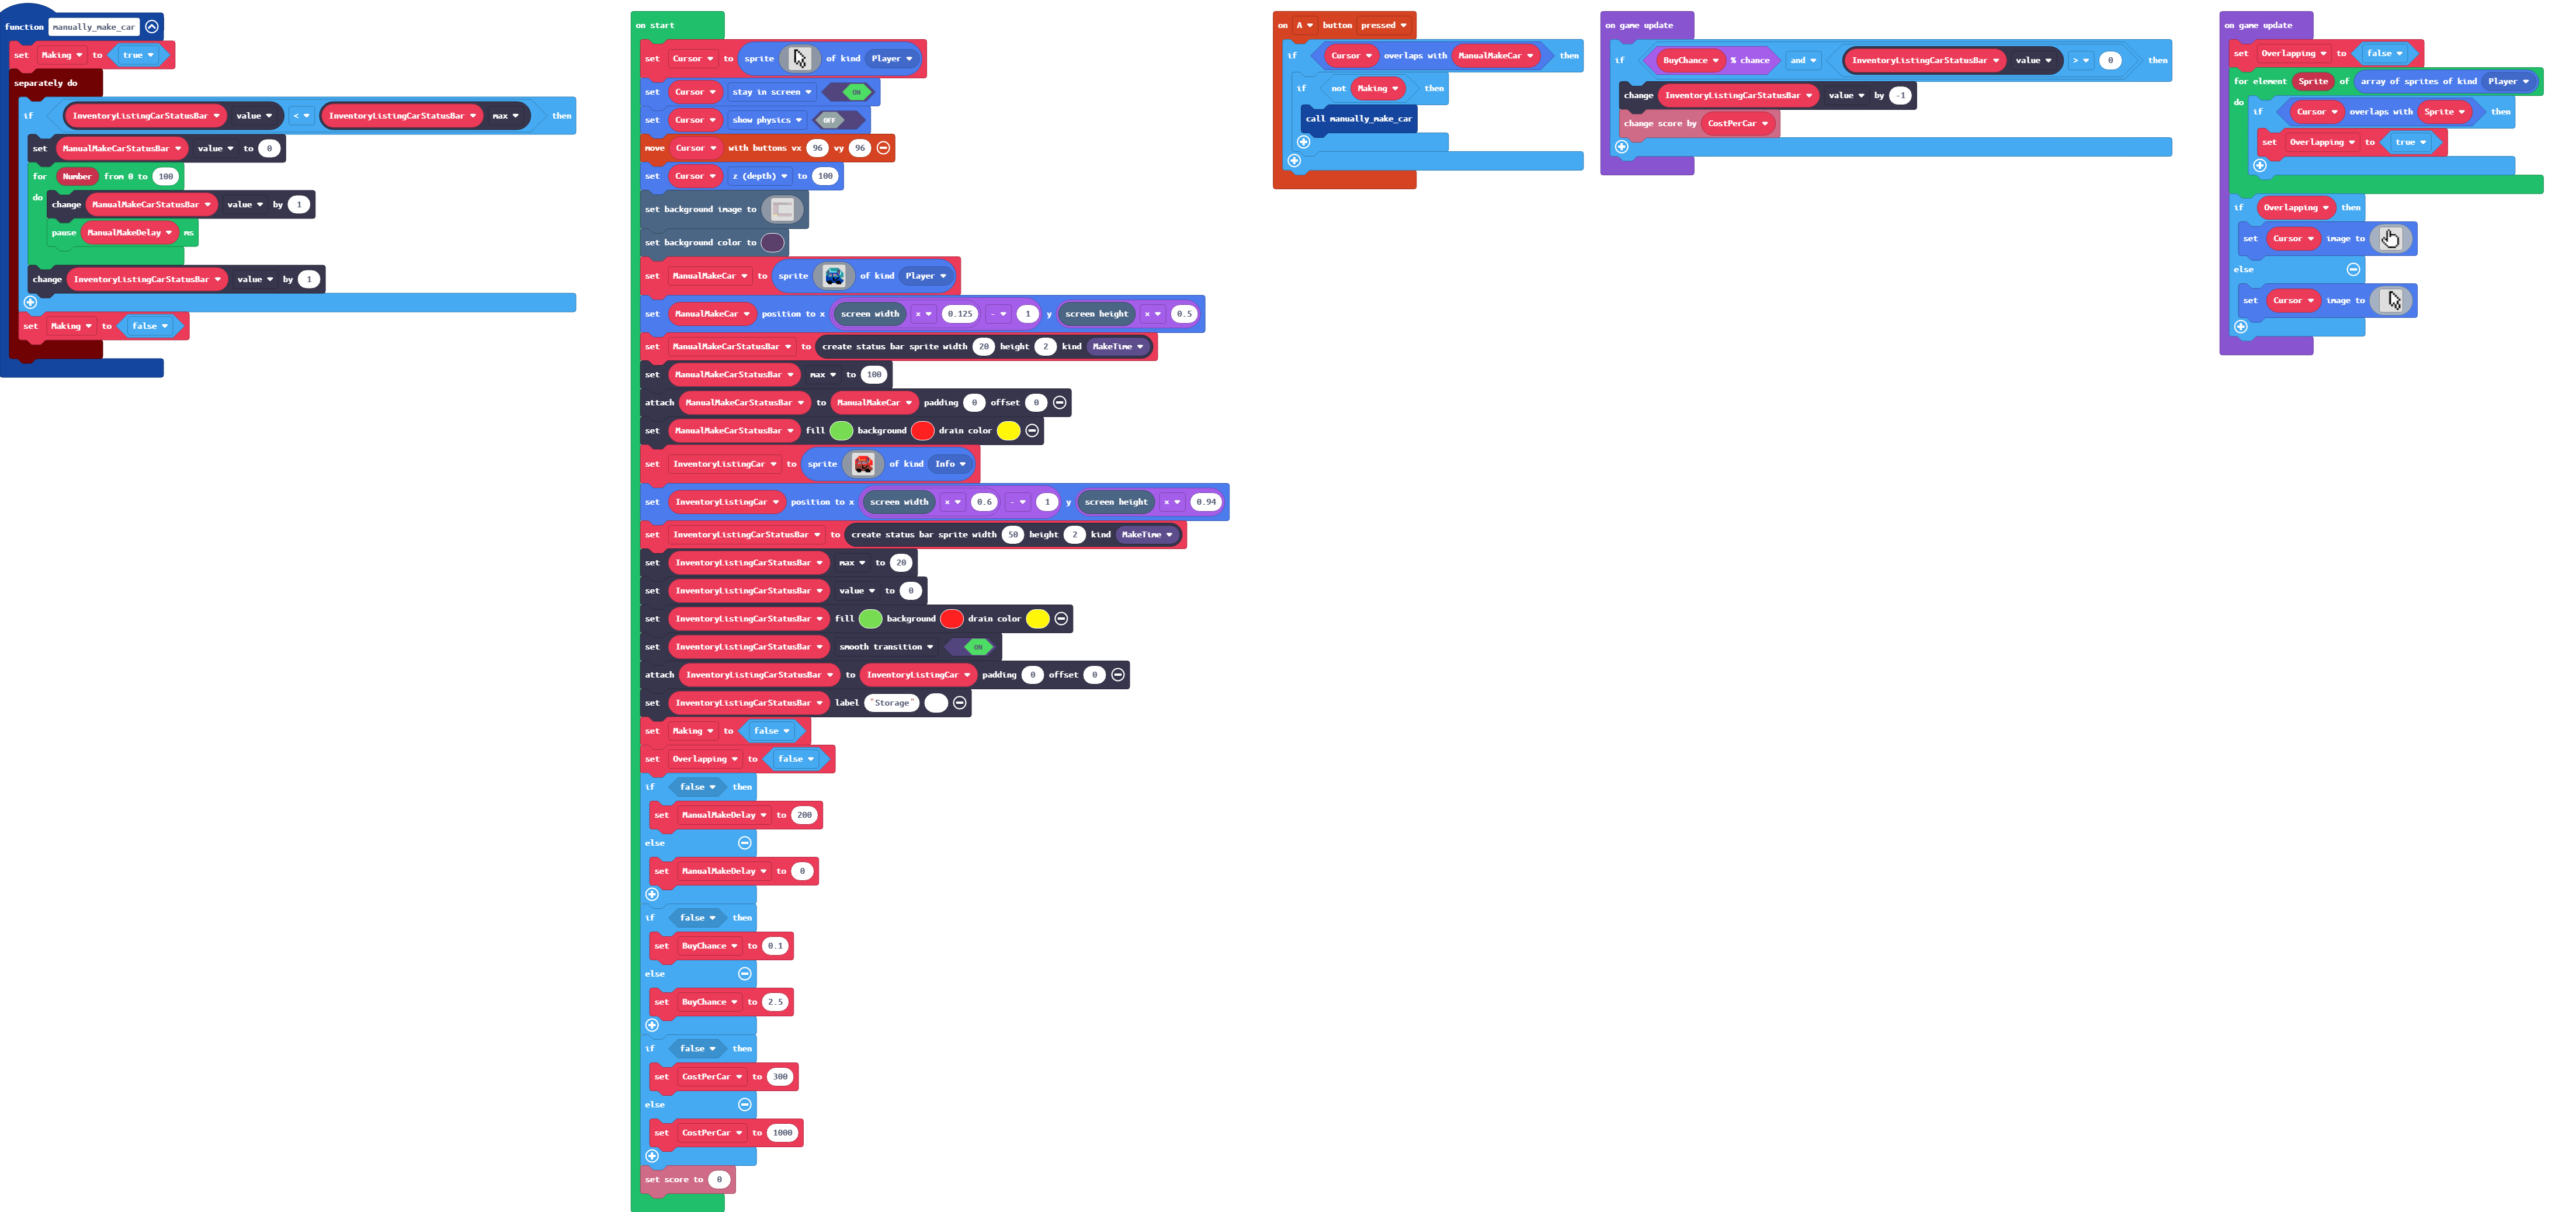 function manually_make_car
set Making to true
separately do
if InventoryListingCarStatusBar value < InventoryListingCarStatusBar max then
set ManualMakeCarStatusBar value to 0
for Number from 0 to 100
do change ManualMakeCarStatusBar value by 1
pause ManualMakeDelay ms
change InventoryListingCarStatusBar value by 1
set Making to false
on start
set Cursor to sprite of kind Player
set Cursor stay in screen ON
set Cursor show physics OFF
move Cursor with buttons vx 96 vy 96
set Cursor z (depth) to 100
set background image to
set background color to
set ManualMakeCar to sprite of kind Player
set ManualMakeCar position to x screen width × 0.125 - 1 y screen height × 0.5
set ManualMakeCarStatusBar to create status bar sprite width 20 height 2 kind MakeTime
set ManualMakeCarStatusBar max to 100
attach ManualMakeCarStatusBar to ManualMakeCar padding 0 offset 0
set ManualMakeCarStatusBar fill background drain color
set InventoryListingCar to sprite of kind Info
set InventoryListingCar position to x screen width × 0.6 - 1 y screen height × 0.94
set InventoryListingCarStatusBar to create status bar sprite width 50 height 2 kind MakeTime
set InventoryListingCarStatusBar max to 20
set InventoryListingCarStatusBar value to 0
set InventoryListingCarStatusBar fill background drain color
set InventoryListingCarStatusBar smooth transition ON
attach InventoryListingCarStatusBar to InventoryListingCar padding 0 offset 0
set InventoryListingCarStatusBar label "Storage"
set Making to false
set Overlapping to false
if false then
set ManualMakeDelay to 200
else
set ManualMakeDelay to 0
if false then
set BuyChance to 0.1
else
set BuyChance to 2.5
if false then
set CostPerCar to 300
else
set CostPerCar to 1000
set score to 0
on A button pressed
if Cursor overlaps with ManualMakeCar then
if not Making then
call manually_make_car
on game update
if BuyChance % chance and InventoryListingCarStatusBar value > 0 then
change InventoryListingCarStatusBar value by -1
change score by CostPerCar
on game update
set Overlapping to false
for element Sprite of array of sprites of kind Player
do if Cursor overlaps with Sprite then
set Overlapping to true
if Overlapping then
set Cursor image to
else
set Cursor image to